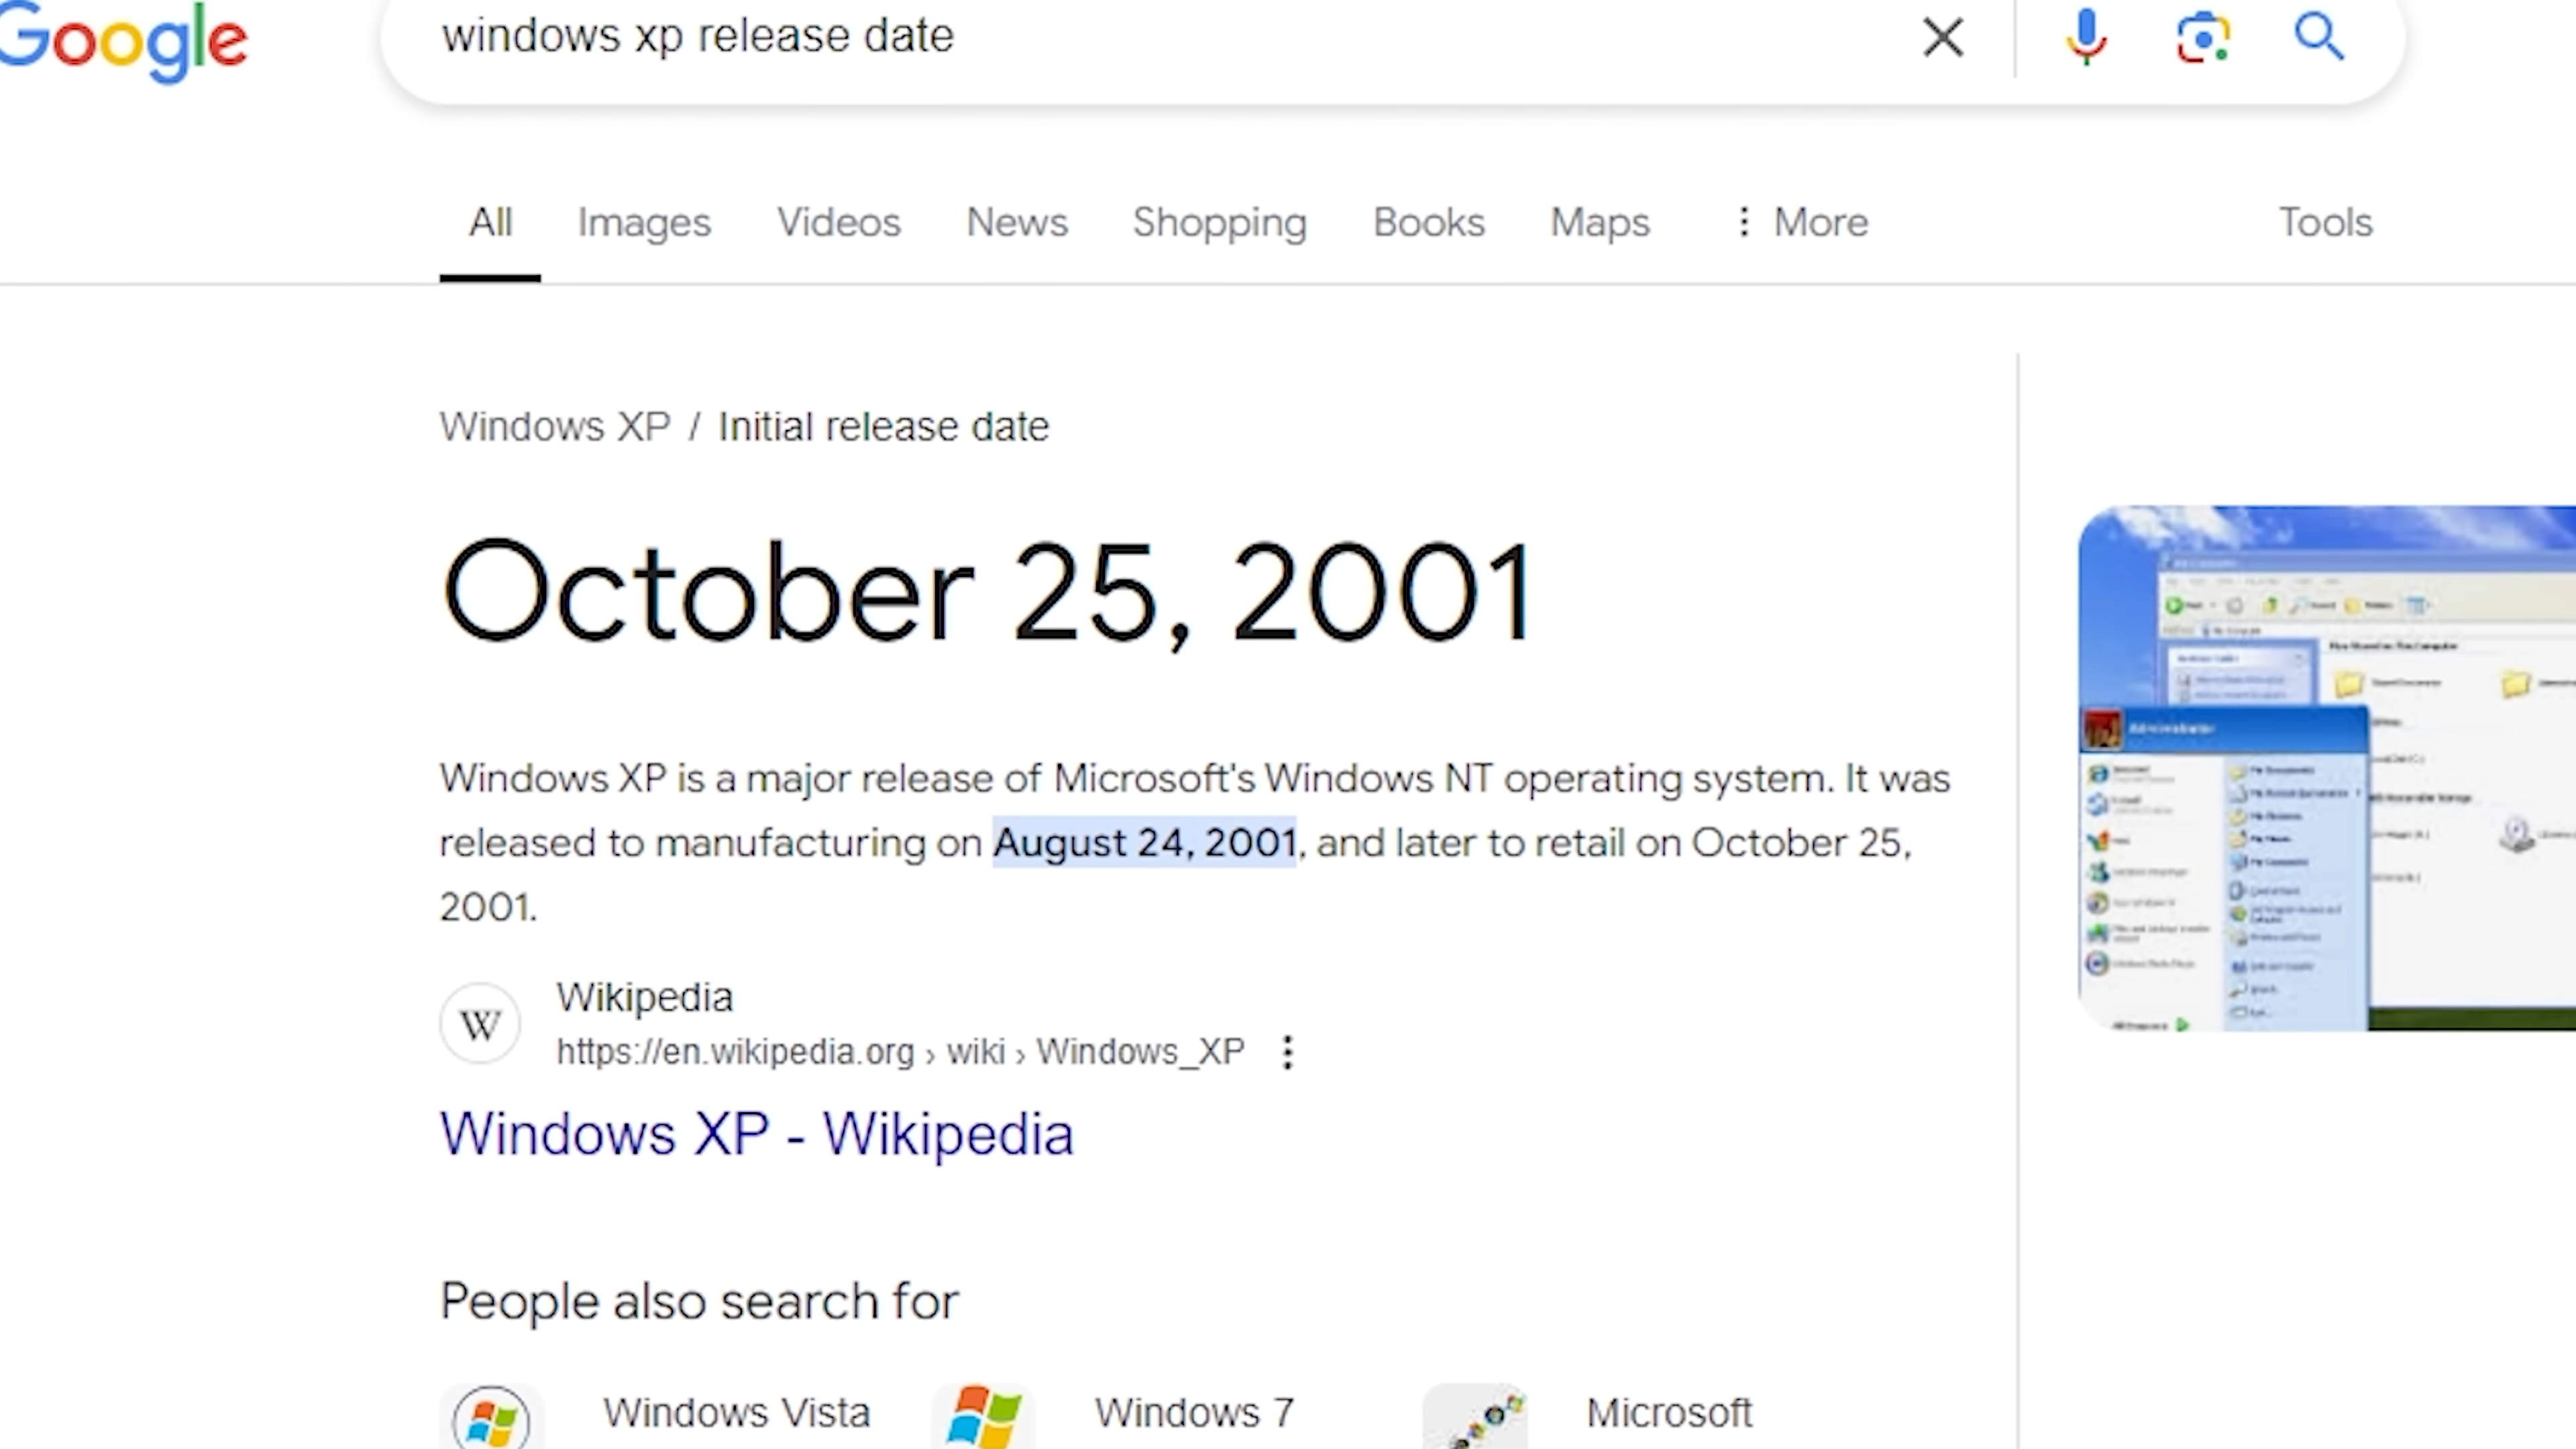 Google
windows xp release date
All Images Videos News Shopping Books Maps More Tools
Windows XP / Initial release date
October 25, 2001
Windows XP is a major release of Microsoft's Windows NT operating system. It was
released to manufacturing on August 24, 2001, and later to retail on October 25,
2001.
W
Wikipedia
https://en.wikipedia.org › wiki › Windows_XP
Windows XP - Wikipedia
People also search for
Windows Vista Windows 7 Microsoft